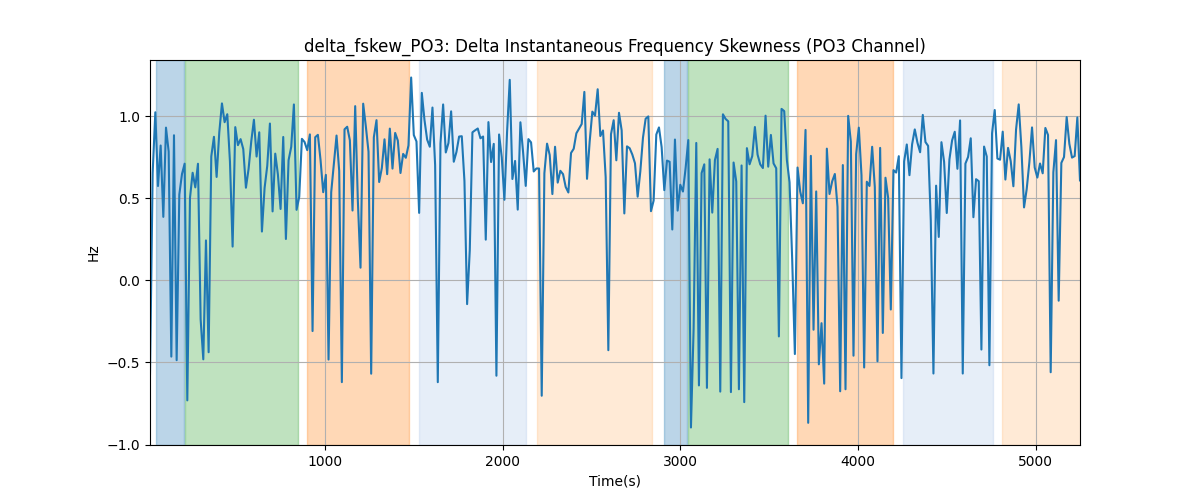 delta_fskew_PO3: Delta Instantaneous Frequency Skewness (PO3 Channel)
1.0
0.5
0.0
−0.5
−1.0
Hz
1000 2000 3000 4000 5000
Time(s)